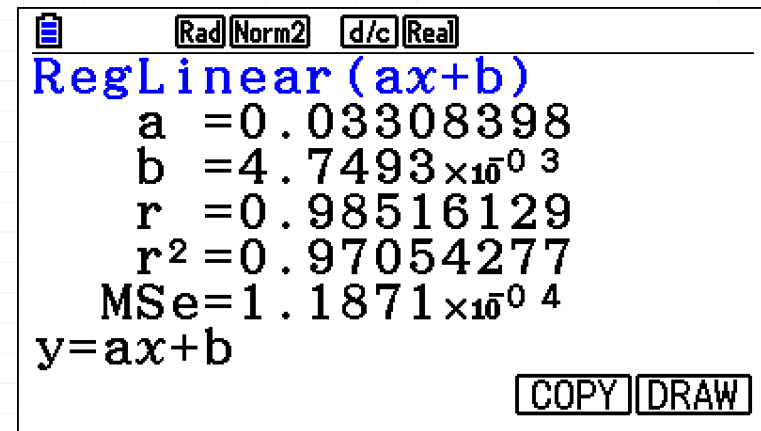 Rad Norm2 d/c Real
RegLinear(ax+b)
a =0.03308398
b =4.7493×10⁻⁰³
r =0.98516129
r²=0.97054277
MSe=1.1871×10⁻⁰⁴
y=ax+b
COPY DRAW